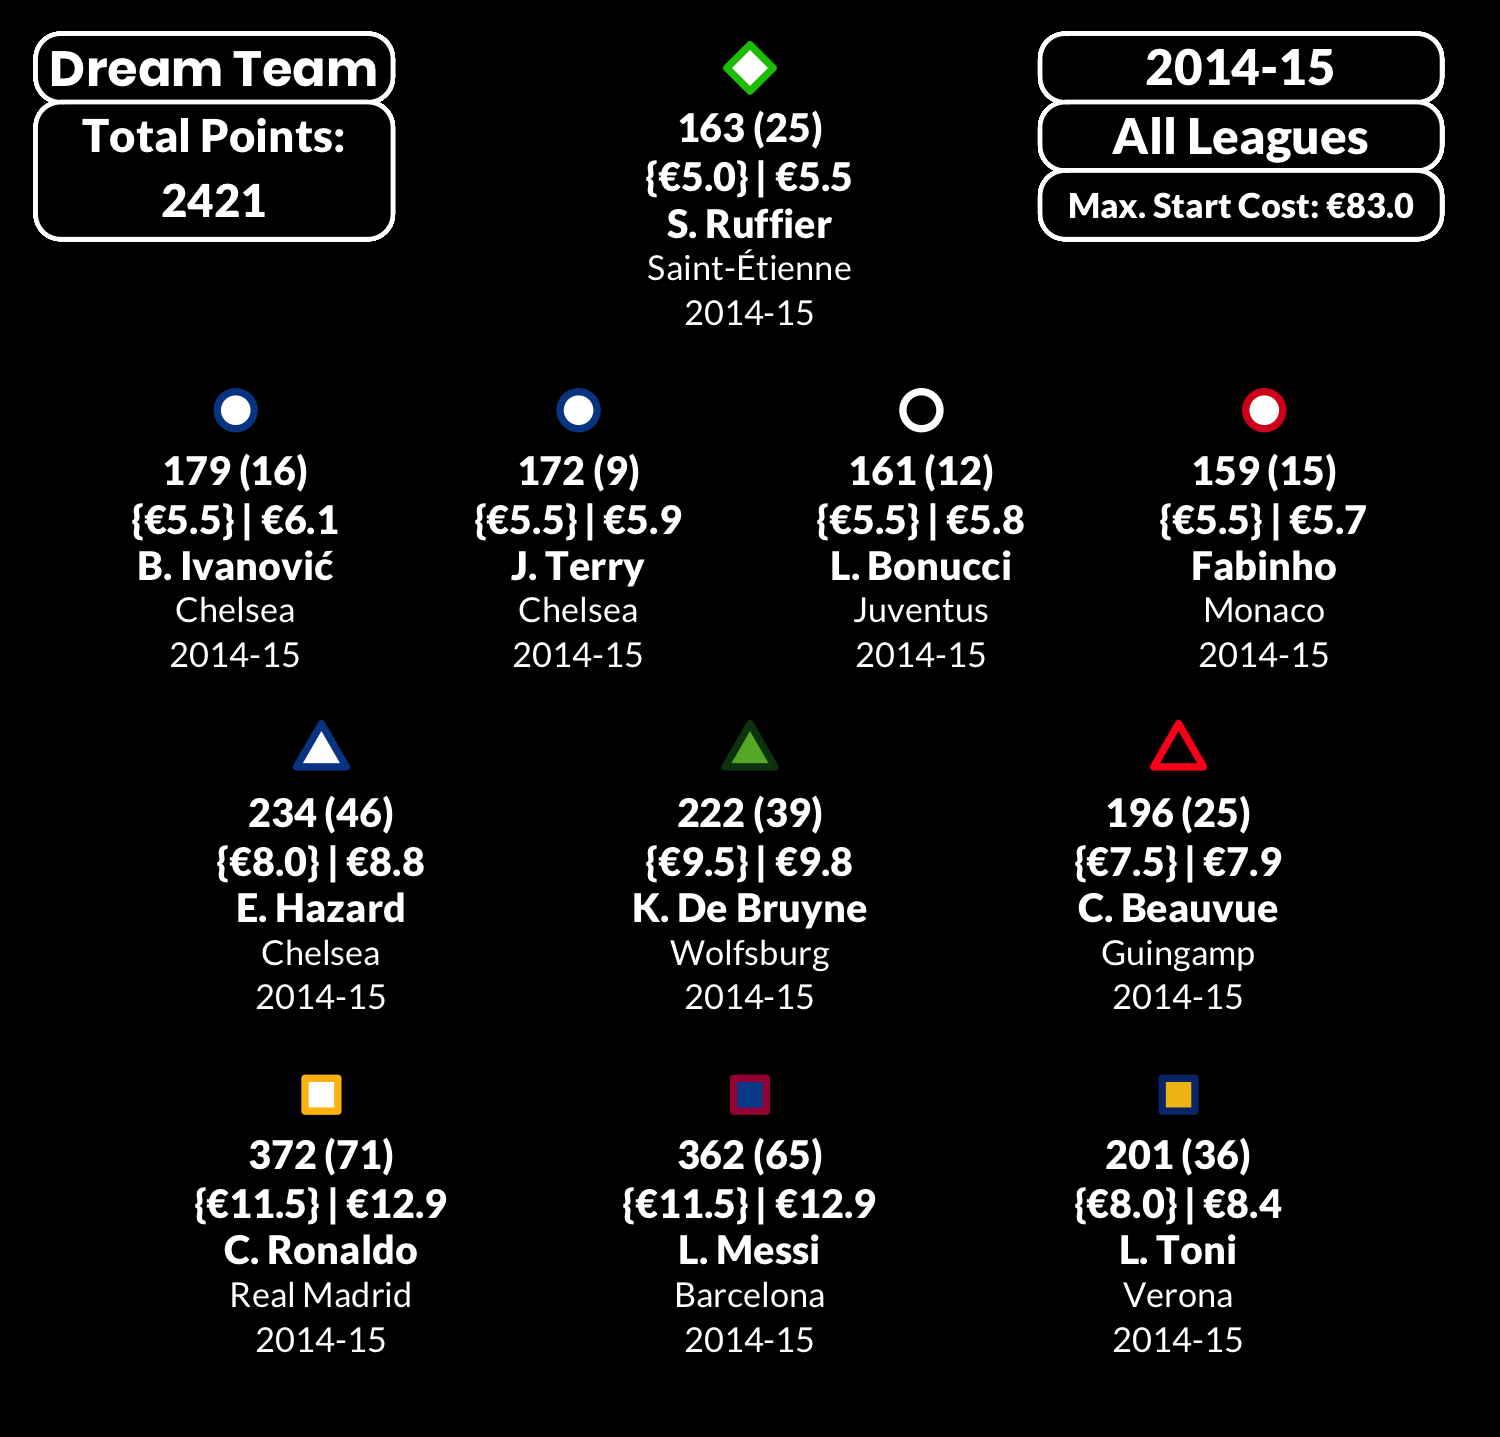 Dream Team
Total Points:
2421
2014-15
All Leagues
Max. Start Cost: €83.0
163 (25)
{€5.0} | €5.5
S. Ruffier
Saint-Étienne
2014-15
179 (16)
{€5.5} | €6.1
B. Ivanović
Chelsea
2014-15
172 (9)
{€5.5} | €5.9
J. Terry
Chelsea
2014-15
161 (12)
{€5.5} | €5.8
L. Bonucci
Juventus
2014-15
159 (15)
{€5.5} | €5.7
Fabinho
Monaco
2014-15
234 (46)
{€8.0} | €8.8
E. Hazard
Chelsea
2014-15
222 (39)
{€9.5} | €9.8
K. De Bruyne
Wolfsburg
2014-15
196 (25)
{€7.5} | €7.9
C. Beauvue
Guingamp
2014-15
372 (71)
{€11.5} | €12.9
C. Ronaldo
Real Madrid
2014-15
362 (65)
{€11.5} | €12.9
L. Messi
Barcelona
2014-15
201 (36)
{€8.0} | €8.4
L. Toni
Verona
2014-15